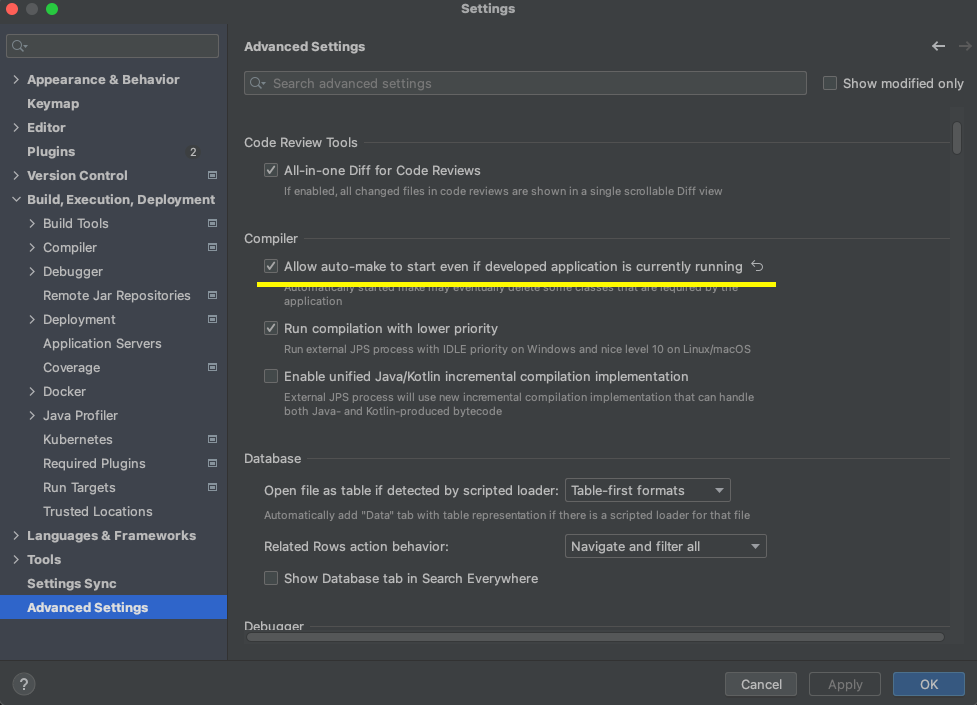 Settings
Appearance & Behavior
Keymap
Editor
Plugins 2
Version Control
Build, Execution, Deployment
Build Tools
Compiler
Debugger
Remote Jar Repositories
Deployment
Application Servers
Coverage
Docker
Java Profiler
Kubernetes
Required Plugins
Run Targets
Trusted Locations
Languages & Frameworks
Tools
Settings Sync
Advanced Settings
Advanced Settings
Search advanced settings
Show modified only
Code Review Tools
All-in-one Diff for Code Reviews
If enabled, all changed files in code reviews are shown in a single scrollable Diff view
Compiler
Allow auto-make to start even if developed application is currently running
Automatically started make may eventually delete some classes that are required by the
application
Run compilation with lower priority
Run external JPS process with IDLE priority on Windows and nice level 10 on Linux/macOS
Enable unified Java/Kotlin incremental compilation implementation
External JPS process will use new incremental compilation implementation that can handle
both Java- and Kotlin-produced bytecode
Database
Open file as table if detected by scripted loader: Table-first formats
Automatically add "Data" tab with table representation if there is a scripted loader for that file
Related Rows action behavior: Navigate and filter all
Show Database tab in Search Everywhere
Debugger
?
Cancel
Apply
OK